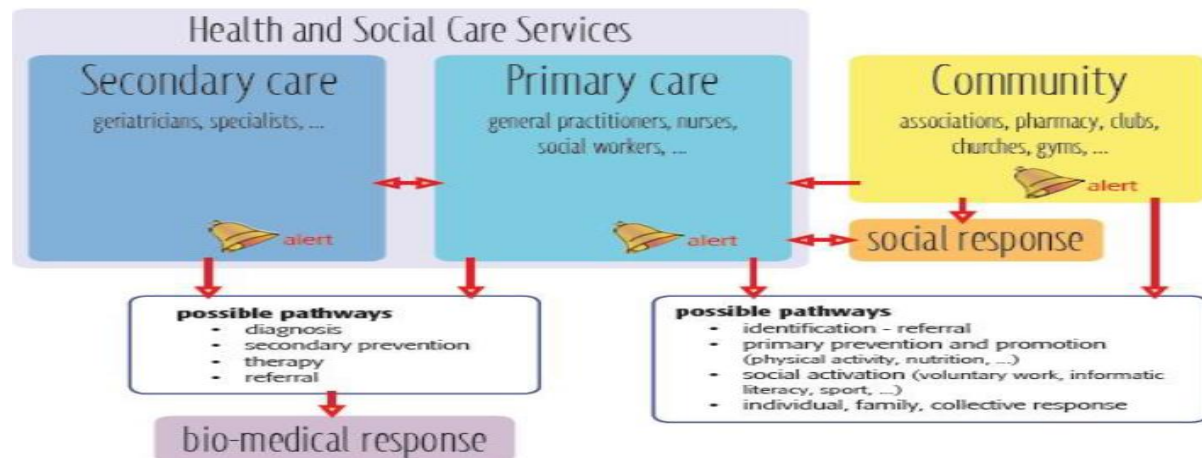 Health and Social Care Services
Secondary care
geriatricians, specialists, ...
alert
Primary care
general practitioners, nurses,
social workers, ...
alert
Community
associations, pharmacy, clubs,
churches, gyms, ...
alert
social response
possible pathways
• diagnosis
• secondary prevention
• therapy
• referral
bio-medical response
possible pathways
• identification - referral
• primary prevention and promotion
(physical activity, nutrition, ...)
• social activation (voluntary work, informatic
literacy, sport, ...)
• individual, family, collective response